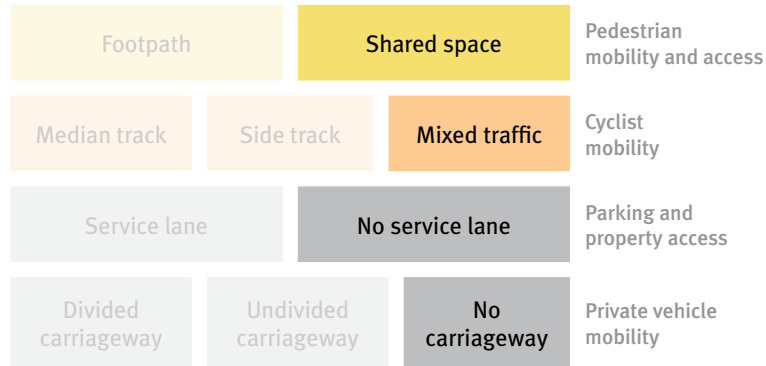 Footpath
Shared space
Pedestrian
mobility and access
Median track
Side track
Mixed traffic
Cyclist
mobility
Service lane
No service lane
Parking and
property access
Divided
carriageway
Undivided
carriageway
No
carriageway
Private vehicle
mobility